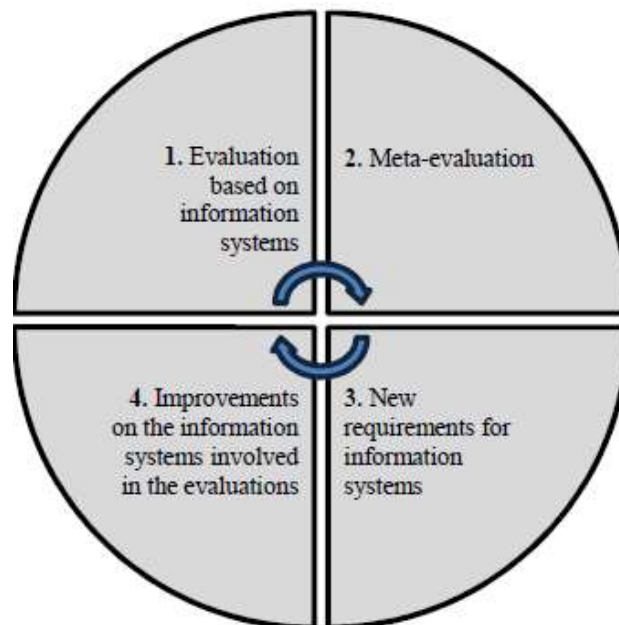 1. Evaluation
based on
information
systems
2. Meta-evaluation
3. New
requirements for
information
systems
4. Improvements
on the information
systems involved
in the evaluations